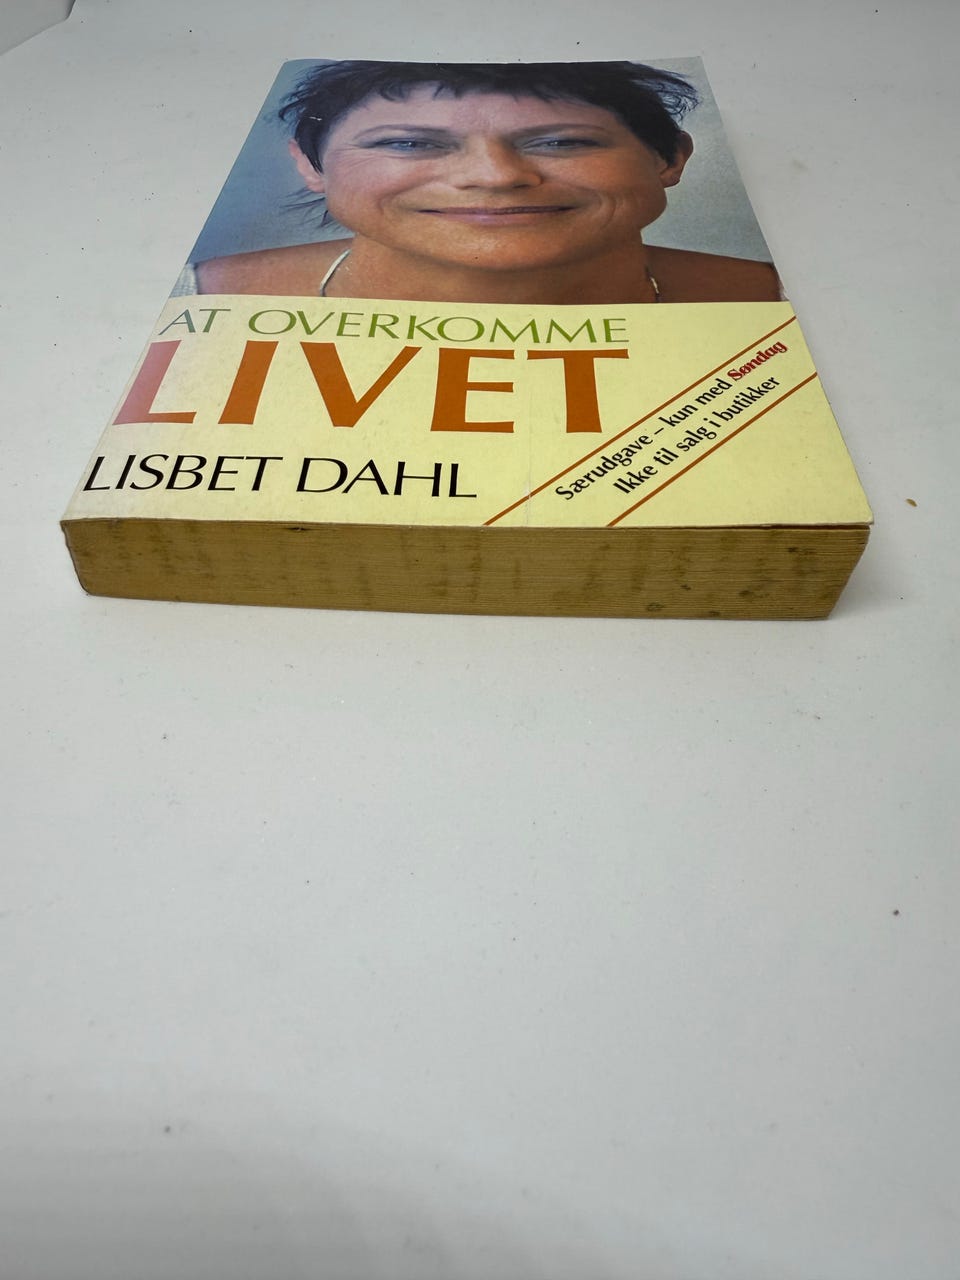 AT OVERKOMME
LIVET
LISBET DAHL
Særudgave – kun med Søndag
Ikke til salg i butikker